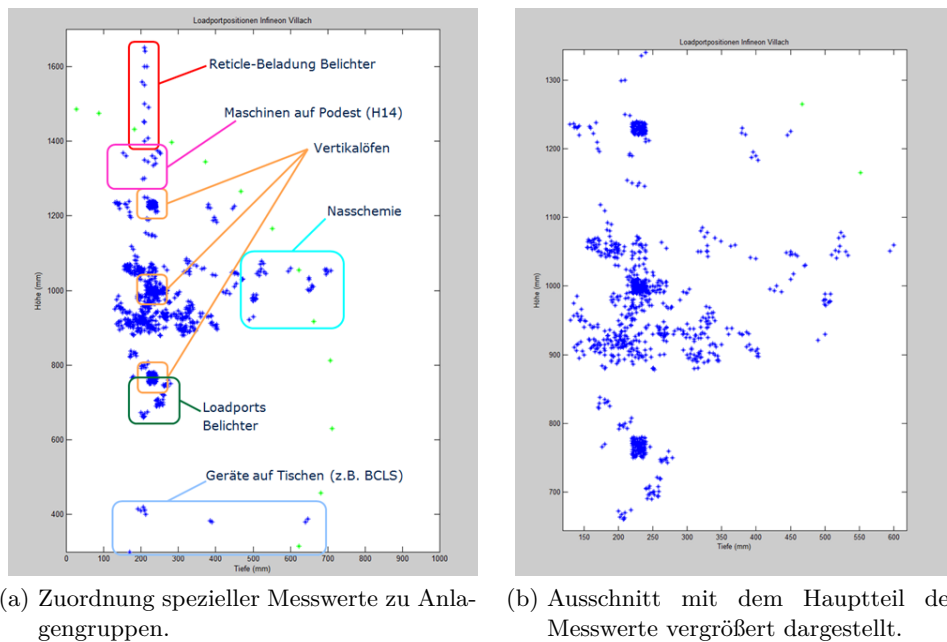 Loadportpositionen Infineon Villach
1600
1400
1200
1000
800
600
400
Höhe (mm)
0 100 200 300 400 500 600 700 800 900 1000
Tiefe (mm)
Reticle-Beladung Belichter
Maschinen auf Podest (H14)
Vertikalöfen
Nasschemie
Loadports
Belichter
Geräte auf Tischen (z.B. BCLS)
Loadportpositionen Infineon Villach
1300
1200
1100
1000
900
800
700
Höhe (mm)
150 200 250 300 350 400 450 500 550 600
Tiefe (mm)
(a) Zuordnung spezieller Messwerte zu Anla-
gengruppen.
(b) Ausschnitt mit dem Hauptteil de
Messwerte vergrößert dargestellt.